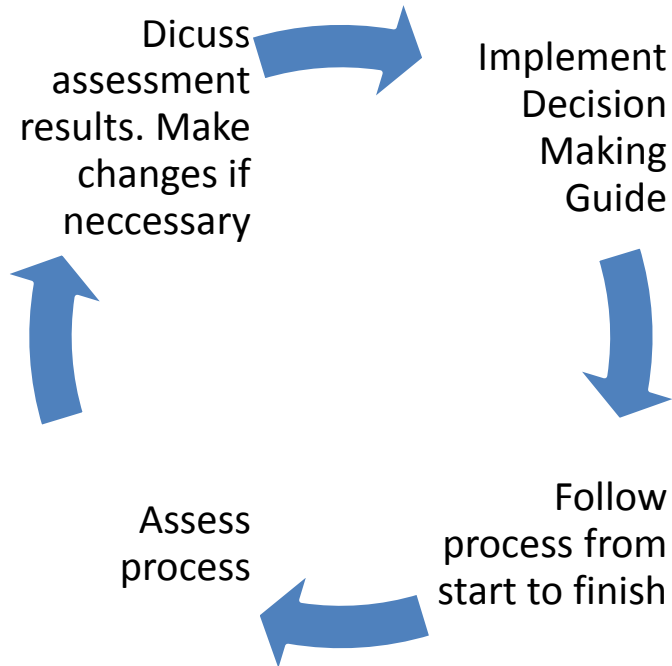 Dicuss
assessment
results. Make
changes if
neccessary
Implement
Decision
Making
Guide
Follow
process from
start to finish
Assess
process